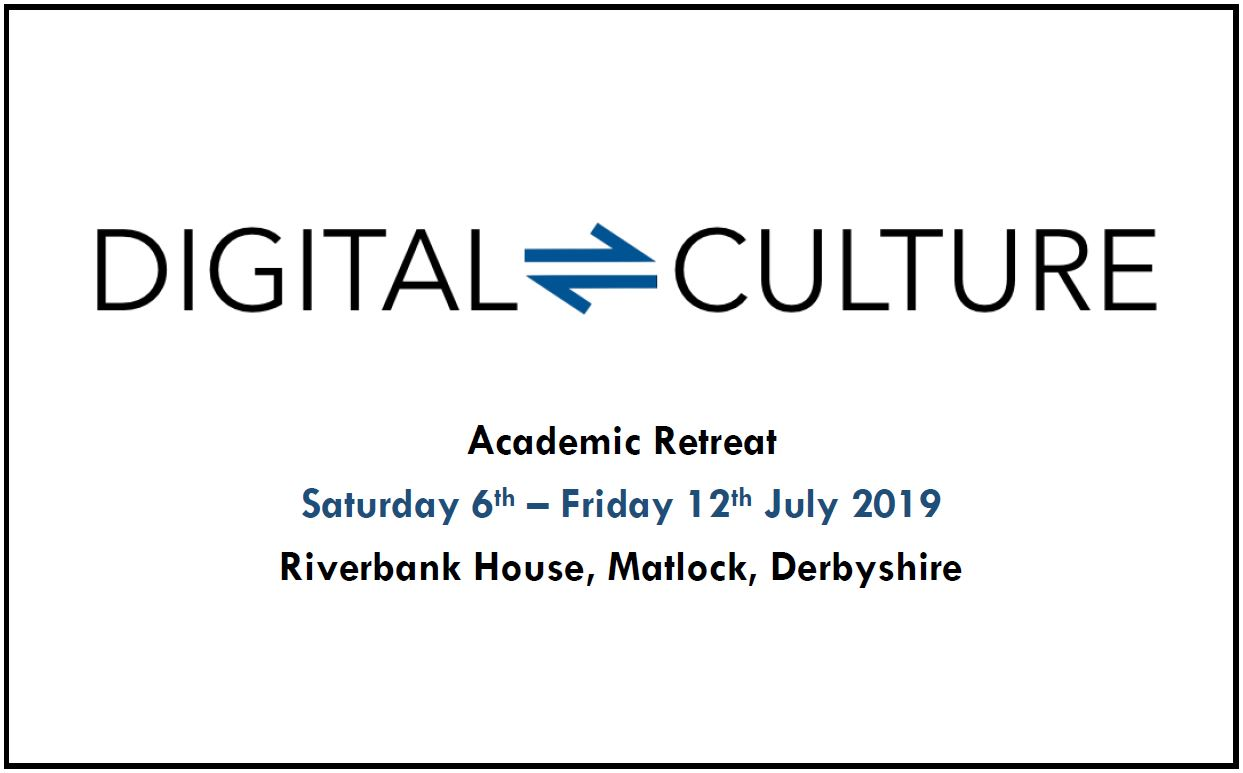 DIGITAL ⇌ CULTURE
Academic Retreat
Saturday 6th – Friday 12th July 2019
Riverbank House, Matlock, Derbyshire